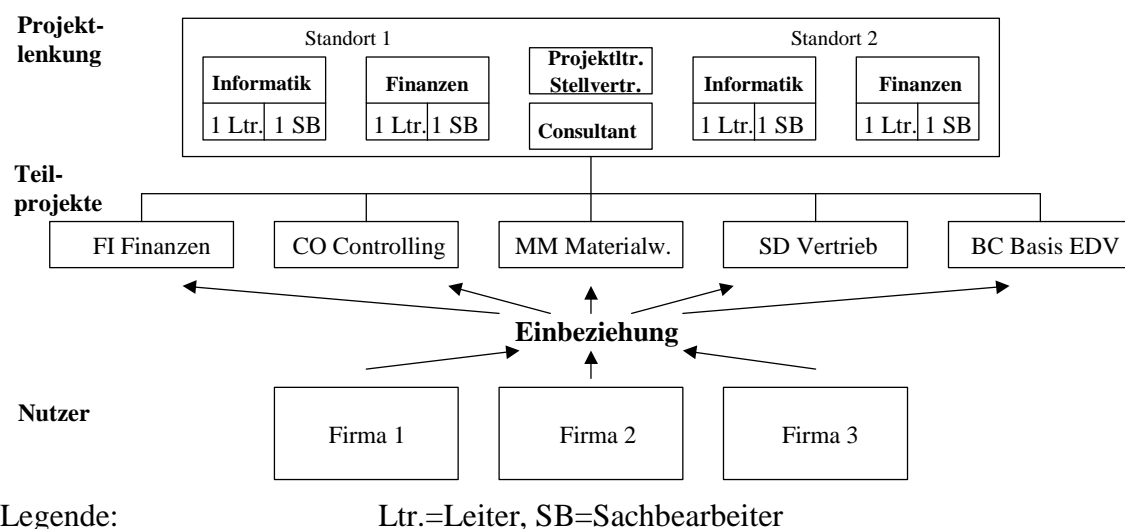 Projekt-
lenkung
Standort 1
Standort 2
Projektltr.
Stellvertr.
Informatik
Finanzen
Informatik
Finanzen
1 Ltr. 1 SB
1 Ltr. 1 SB
Consultant
1 Ltr. 1 SB
1 Ltr. 1 SB
Teil-
projekte
FI Finanzen
CO Controlling
MM Materialw.
SD Vertrieb
BC Basis EDV
Einbeziehung
Nutzer
Firma 1
Firma 2
Firma 3
Legende: Ltr.=Leiter, SB=Sachbearbeiter